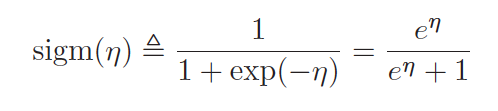 sigm(η) ≜ 1 / (1 + exp(−η)) = e^η / (e^η + 1)